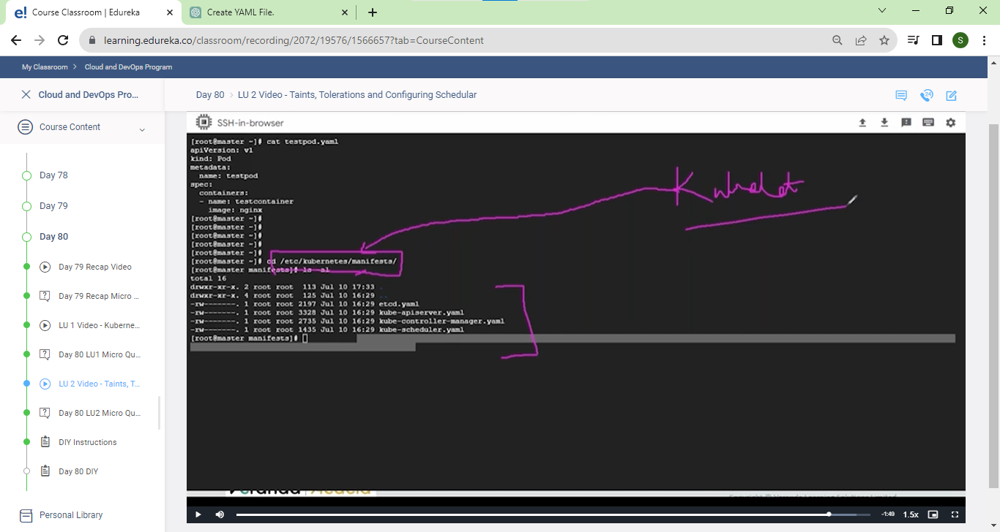 Course Classroom | Edureka
Create YAML File.
learning.edureka.co/classroom/recording/2072/19576/1566657?tab=CourseContent
S
My Classroom > Cloud and DevOps Program
Cloud and DevOps Pro...
Day 80 > LU 2 Video - Taints, Tolerations and Configuring Schedular
24
Course Content
Day 78
Day 79
Day 80
Day 79 Recap Video
Day 79 Recap Micro ...
LU 1 Video - Kuberne...
Day 80 LU1 Micro Qu...
LU 2 Video - Taints, T...
Day 80 LU2 Micro Qu...
DIY Instructions
Day 80 DIY
Personal Library
SSH-in-browser
[root@master ~]# cat testpod.yaml
apiVersion: v1
kind: Pod
metadata:
name: testpod
spec:
containers:
- name: testcontainer
image: nginx
[root@master ~]#
[root@master ~]#
[root@master ~]#
[root@master ~]#
[root@master ~]#
[root@master ~]# cd /etc/kubernetes/manifests/
[root@master manifests]# ls -al
total 16
drwxr-xr-x. 2 root root 113 Jul 10 17:33 .
drwxr-xr-x. 4 root root 125 Jul 10 16:29 ..
-rw-------. 1 root root 2197 Jul 10 16:29 etcd.yaml
-rw-------. 1 root root 3328 Jul 10 16:29 kube-apiserver.yaml
-rw-------. 1 root root 2735 Jul 10 16:29 kube-controller-manager.yaml
-rw-------. 1 root root 1435 Jul 10 16:29 kube-scheduler.yaml
[root@master manifests]#
-1:49
1.5x